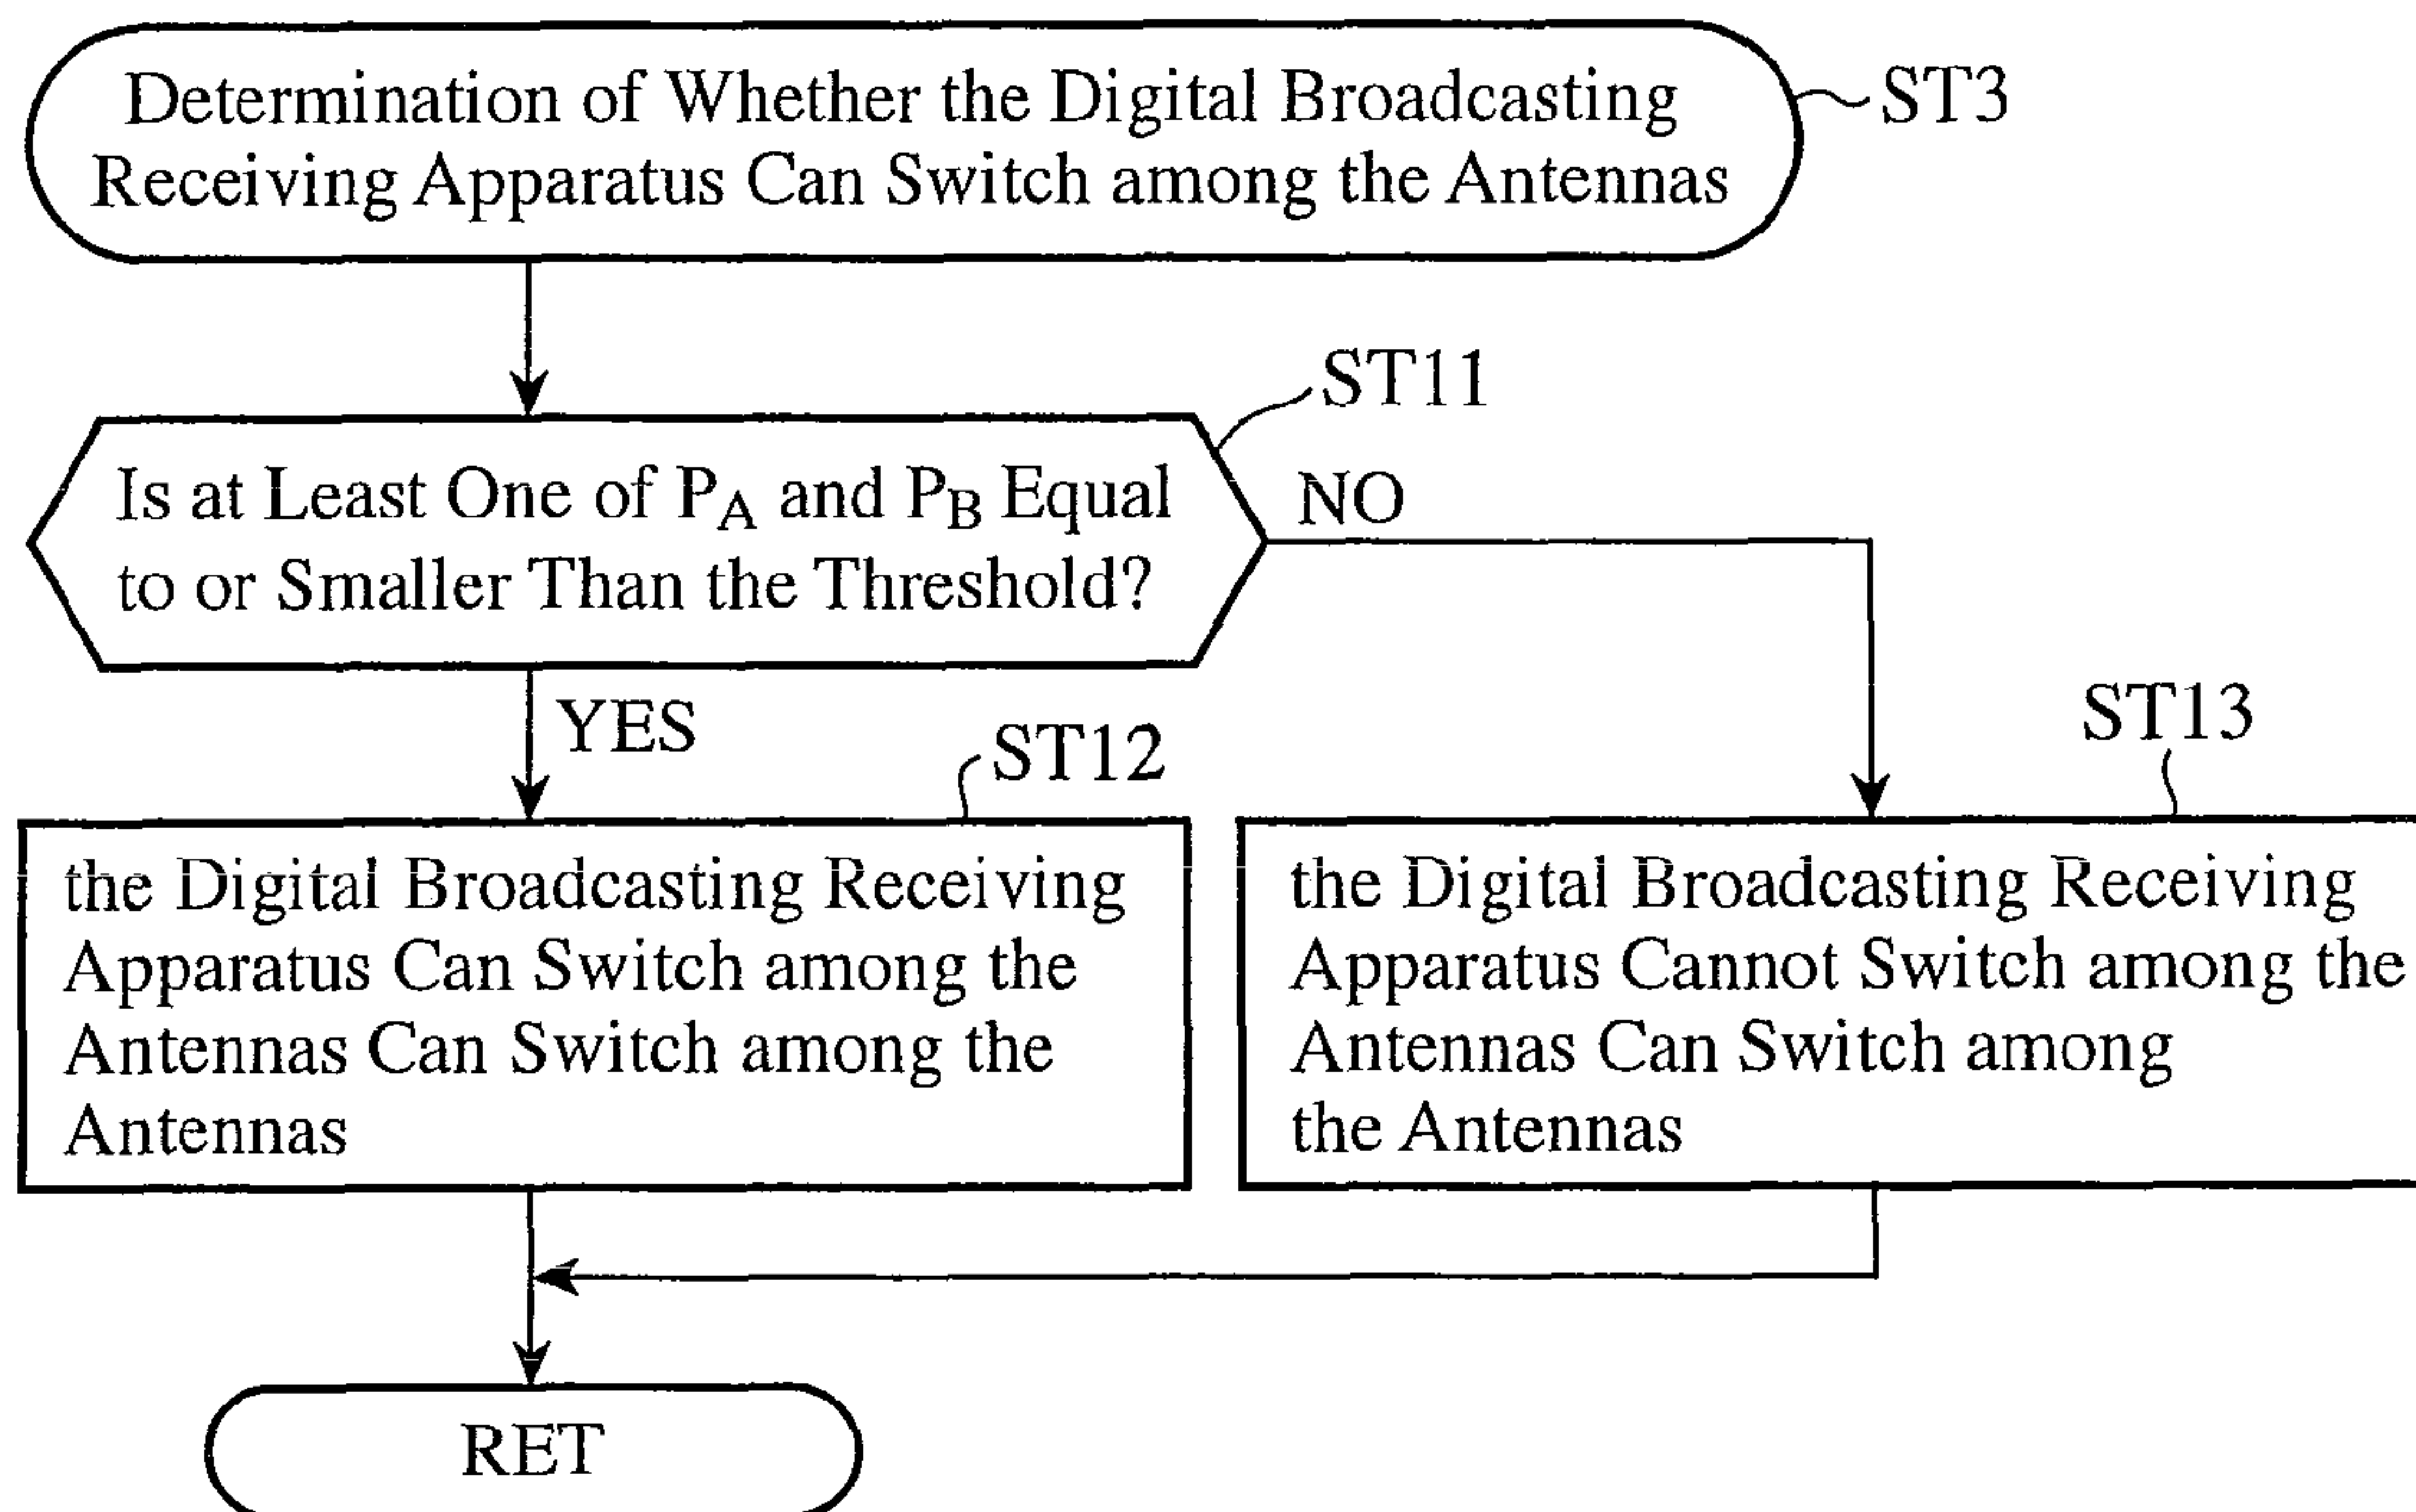 Determination of Whether the Digital Broadcasting
Receiving Apparatus Can Switch among the Antennas
ST3
ST11
Is at Least One of PA and PB Equal
to or Smaller Than the Threshold?
NO
YES
ST12
ST13
the Digital Broadcasting Receiving
Apparatus Can Switch among the
Antennas Can Switch among the
Antennas
the Digital Broadcasting Receiving
Apparatus Cannot Switch among the
Antennas Can Switch among
the Antennas
RET